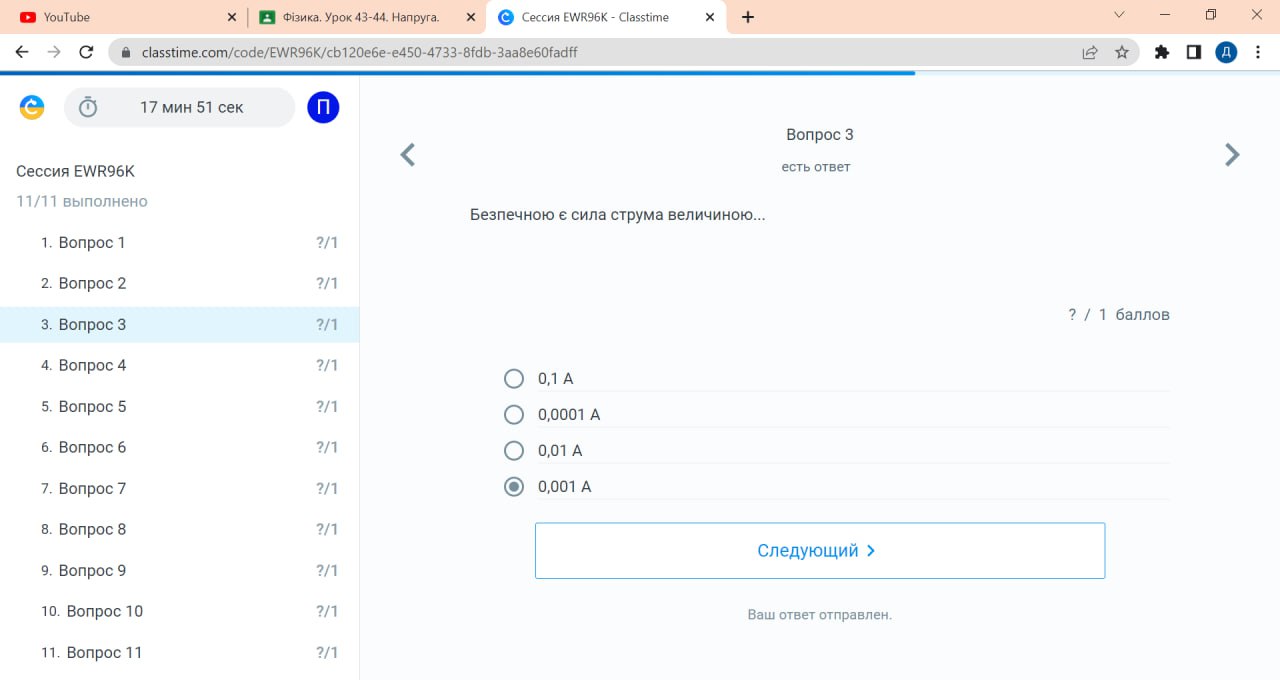 YouTube
Фізика. Урок 43-44. Напруга.
Сессия EWR96K - Classtime
classtime.com/code/EWR96K/cb120e6e-e450-4733-8fdb-3aa8e60fadff
Д
17 мин 51 сек
П
Сессия EWR96K
11/11 выполнено
1. Вопрос 1 ?/1
2. Вопрос 2 ?/1
3. Вопрос 3 ?/1
4. Вопрос 4 ?/1
5. Вопрос 5 ?/1
6. Вопрос 6 ?/1
7. Вопрос 7 ?/1
8. Вопрос 8 ?/1
9. Вопрос 9 ?/1
10. Вопрос 10 ?/1
11. Вопрос 11 ?/1
Вопрос 3
есть ответ
Безпечною є сила струма величиною...
? / 1 баллов
0,1 А
0,0001 А
0,01 А
0,001 А
Следующий
Ваш ответ отправлен.